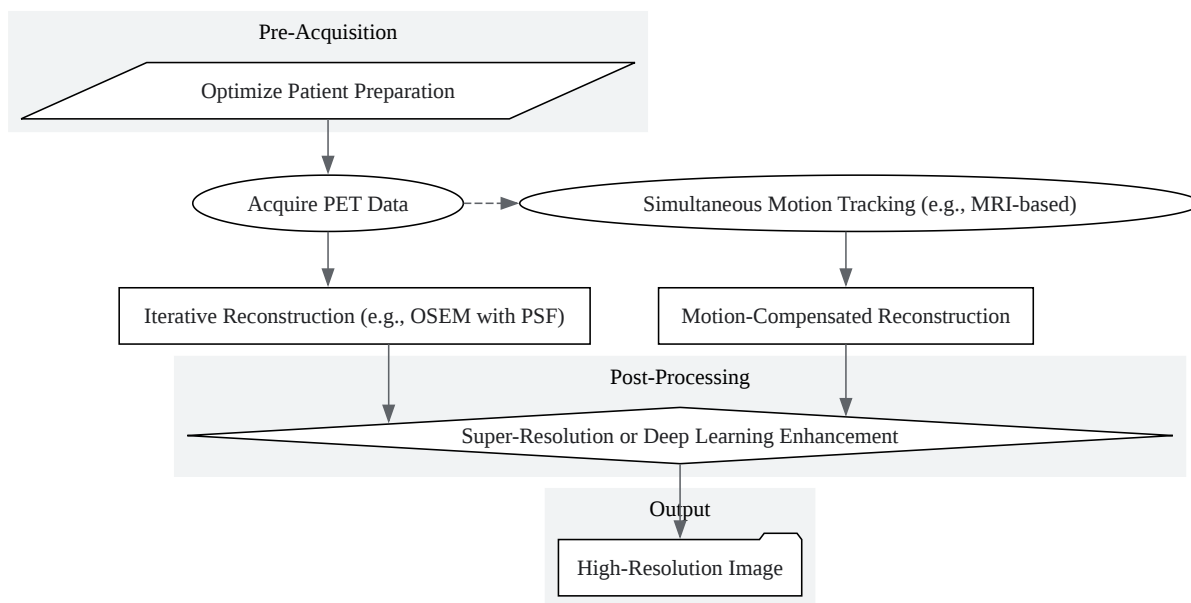 Pre-Acquisition
Optimize Patient Preparation
Acquire PET Data
Simultaneous Motion Tracking (e.g., MRI-based)
Iterative Reconstruction (e.g., OSEM with PSF)
Motion-Compensated Reconstruction
Post-Processing
Super-Resolution or Deep Learning Enhancement
Output
High-Resolution Image